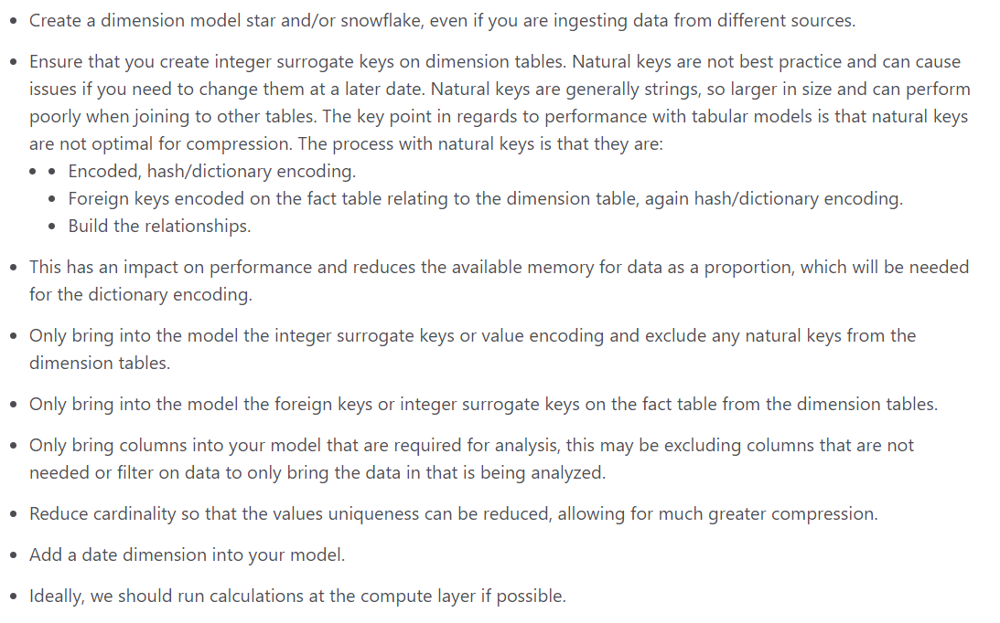 Create a dimension model star and/or snowflake, even if you are ingesting data from different sources.
Ensure that you create integer surrogate keys on dimension tables. Natural keys are not best practice and can cause
issues if you need to change them at a later date. Natural keys are generally strings, so larger in size and can perform
poorly when joining to other tables. The key point in regards to performance with tabular models is that natural keys
are not optimal for compression. The process with natural keys is that they are:
Encoded, hash/dictionary encoding.
Foreign keys encoded on the fact table relating to the dimension table, again hash/dictionary encoding.
Build the relationships.
This has an impact on performance and reduces the available memory for data as a proportion, which will be needed
for the dictionary encoding.
Only bring into the model the integer surrogate keys or value encoding and exclude any natural keys from the
dimension tables.
Only bring into the model the foreign keys or integer surrogate keys on the fact table from the dimension tables.
Only bring columns into your model that are required for analysis, this may be excluding columns that are not
needed or filter on data to only bring the data in that is being analyzed.
Reduce cardinality so that the values uniqueness can be reduced, allowing for much greater compression.
Add a date dimension into your model.
Ideally, we should run calculations at the compute layer if possible.